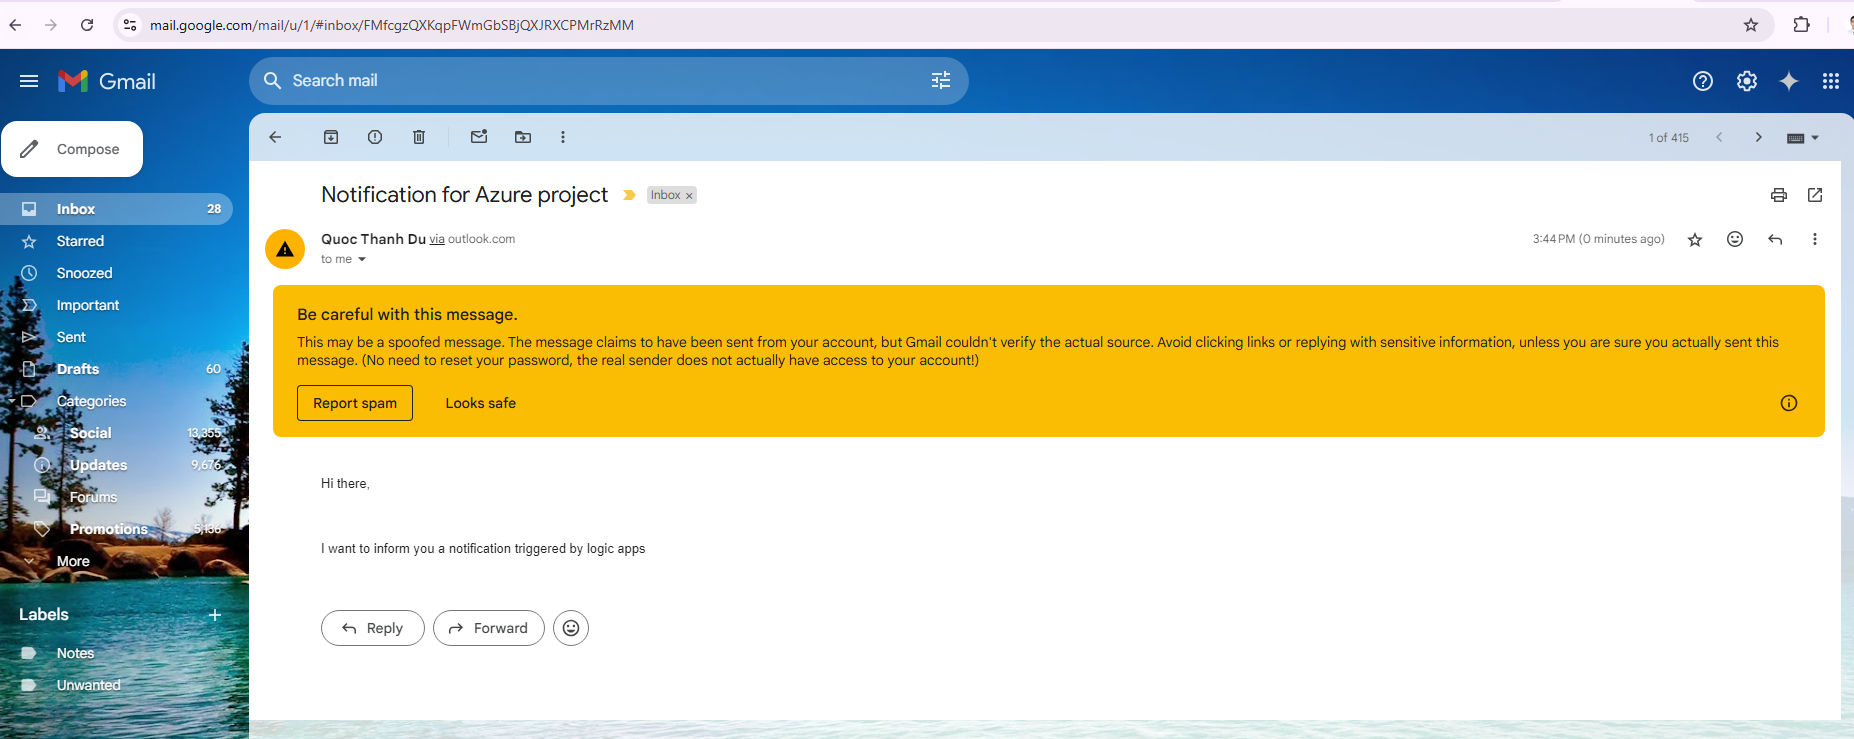 mail.google.com/mail/u/1/#inbox/FMfcgzQXKqpFWmGbSBjQXJRXCPMrRzMM
Gmail
Search mail
Compose
1 of 415
Inbox 28
Starred
Snoozed
Important
Sent
Drafts 60
Categories
Social 13,355
Updates 9,676
Forums
Promotions 5,136
More
Labels +
Notes
Unwanted
Notification for Azure project Inbox ×
Quoc Thanh Du via outlook.com
3:44 PM (0 minutes ago)
to me
Be careful with this message.
This may be a spoofed message. The message claims to have been sent from your account, but Gmail couldn't verify the actual source. Avoid clicking links or replying with sensitive information, unless you are sure you actually sent this
message. (No need to reset your password, the real sender does not actually have access to your account!)
Report spam Looks safe
Hi there,
I want to inform you a notification triggered by logic apps
Reply Forward